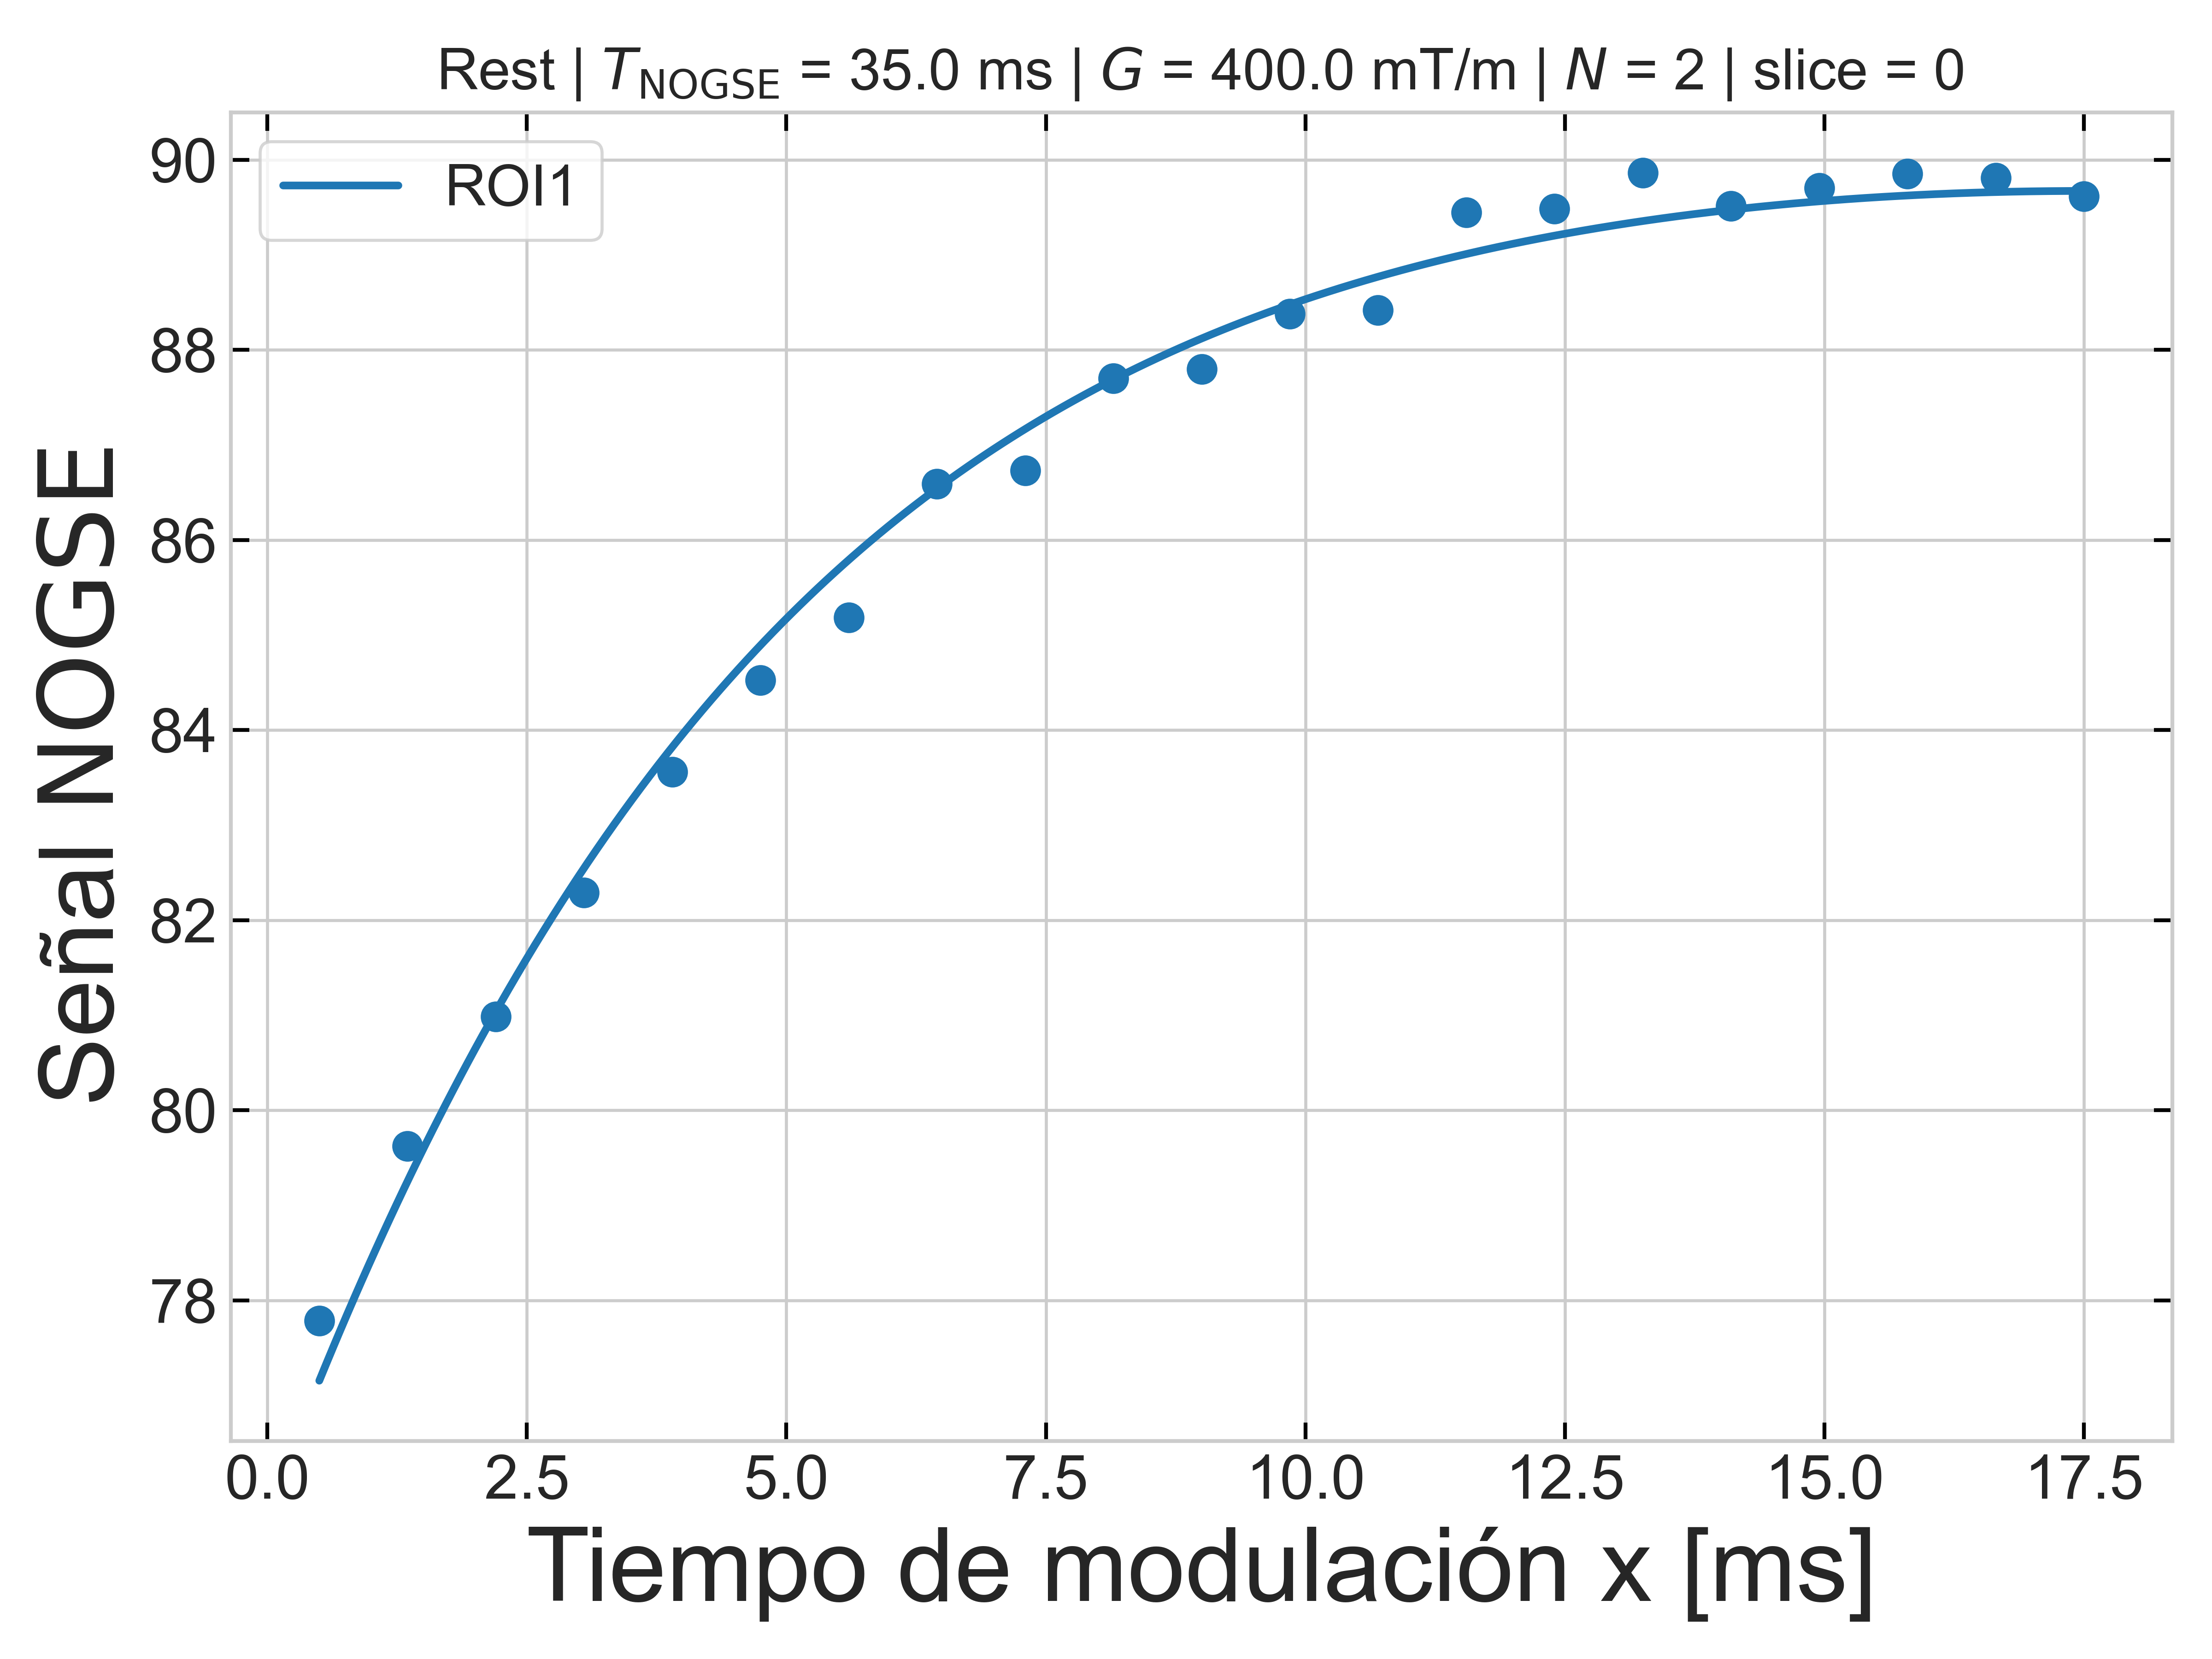 Rest | T_NOGSE = 35.0 ms | G = 400.0 mT/m | N = 2 | slice = 0
ROI1
90
88
86
84
82
80
78
Señal NOGSE
0.0 2.5 5.0 7.5 10.0 12.5 15.0 17.5
Tiempo de modulación x [ms]